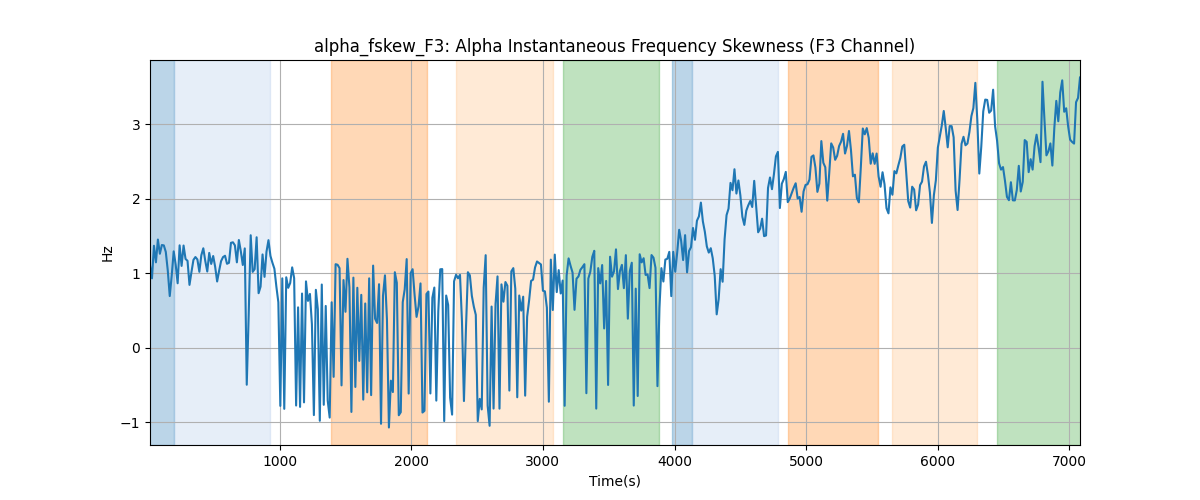 alpha_fskew_F3: Alpha Instantaneous Frequency Skewness (F3 Channel)
Hz
3
2
1
0
−1
1000 2000 3000 4000 5000 6000 7000
Time(s)